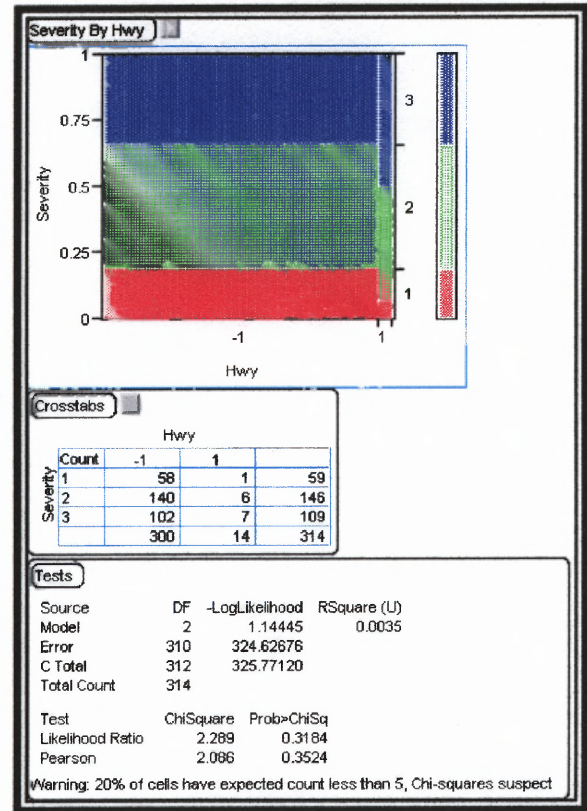 Severity By Hwy
1
0.75
0.5
0.25
0
Severity
3
2
1
-1 1
Hwy
Crosstabs
Hwy
Severity
Count -1 1
1 58 1 59
2 140 6 146
3 102 7 109
300 14 314
Tests
Source DF -LogLikelihood RSquare (U)
Model 2 1.14445 0.0035
Error 310 324.62676
C Total 312 325.77120
Total Count 314
Test ChiSquare Prob>ChiSq
Likelihood Ratio 2.289 0.3184
Pearson 2.086 0.3524
Warning: 20% of cells have expected count less than 5, Chi-squares suspect